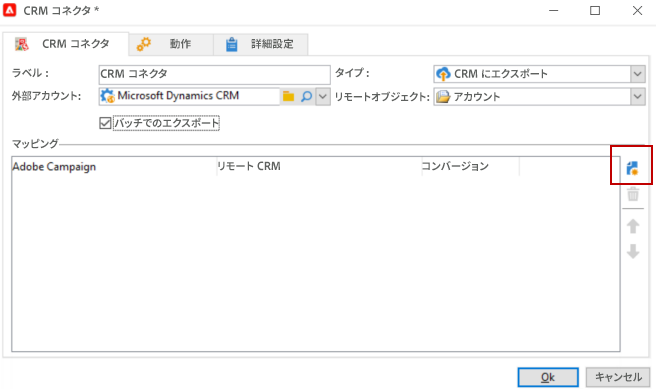 CRM コネクタ *
CRM コネクタ 動作 詳細設定
ラベル : CRM コネクタ タイプ : CRM にエクスポート
外部アカウント: Microsoft Dynamics CRM リモートオブジェクト: アカウント
バッチでのエクスポート
マッピング
Adobe Campaign リモート CRM コンバージョン
Ok キャンセル